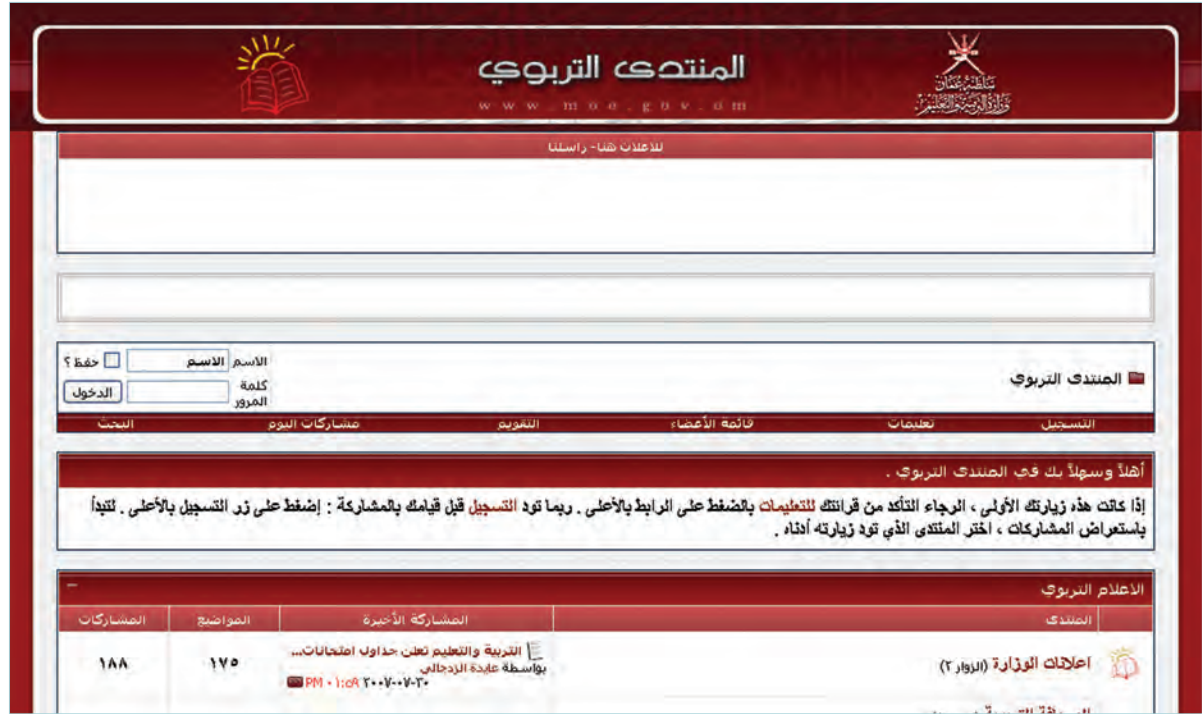 سلطنة عمان
وزارة التربية والتعليم
المنتدى التربوي
www.moe.gov.om
للاعلان هنا- راسلنا
المنتدى التربوي
الاسم الاسم حفظ ؟
كلمة المرور الدخول
التسجيل تعليمات قائمة الأعضاء التقويم مشاركات اليوم البحث
أهلاً وسهلاً بك في المنتدى التربوي .
إذا كانت هذه زيارتك الأولى ، الرجاء التأكد من قرائتك للتعليمات بالضغط على الرابط بالأعلى . ربما تود التسجيل قبل قيامك بالمشاركة : إضغط على زر التسجيل بالأعلى . لتبدأ
باستعراض المشاركات ، اختر المنتدى الذي تود زيارته أدناه .
الاعلام التربوي
المنتدى المشاركة الأخيرة المواضيع المشاركات
اعلانات الوزارة (الزوار ٢) ١٧٥ ١٨٨
التربية والتعليم تعلن جداول امتحانات...
بواسطة عايدة الزدجالي
٣٠-٠٧-٢٠٠٧ ٠١:٥٩ PM